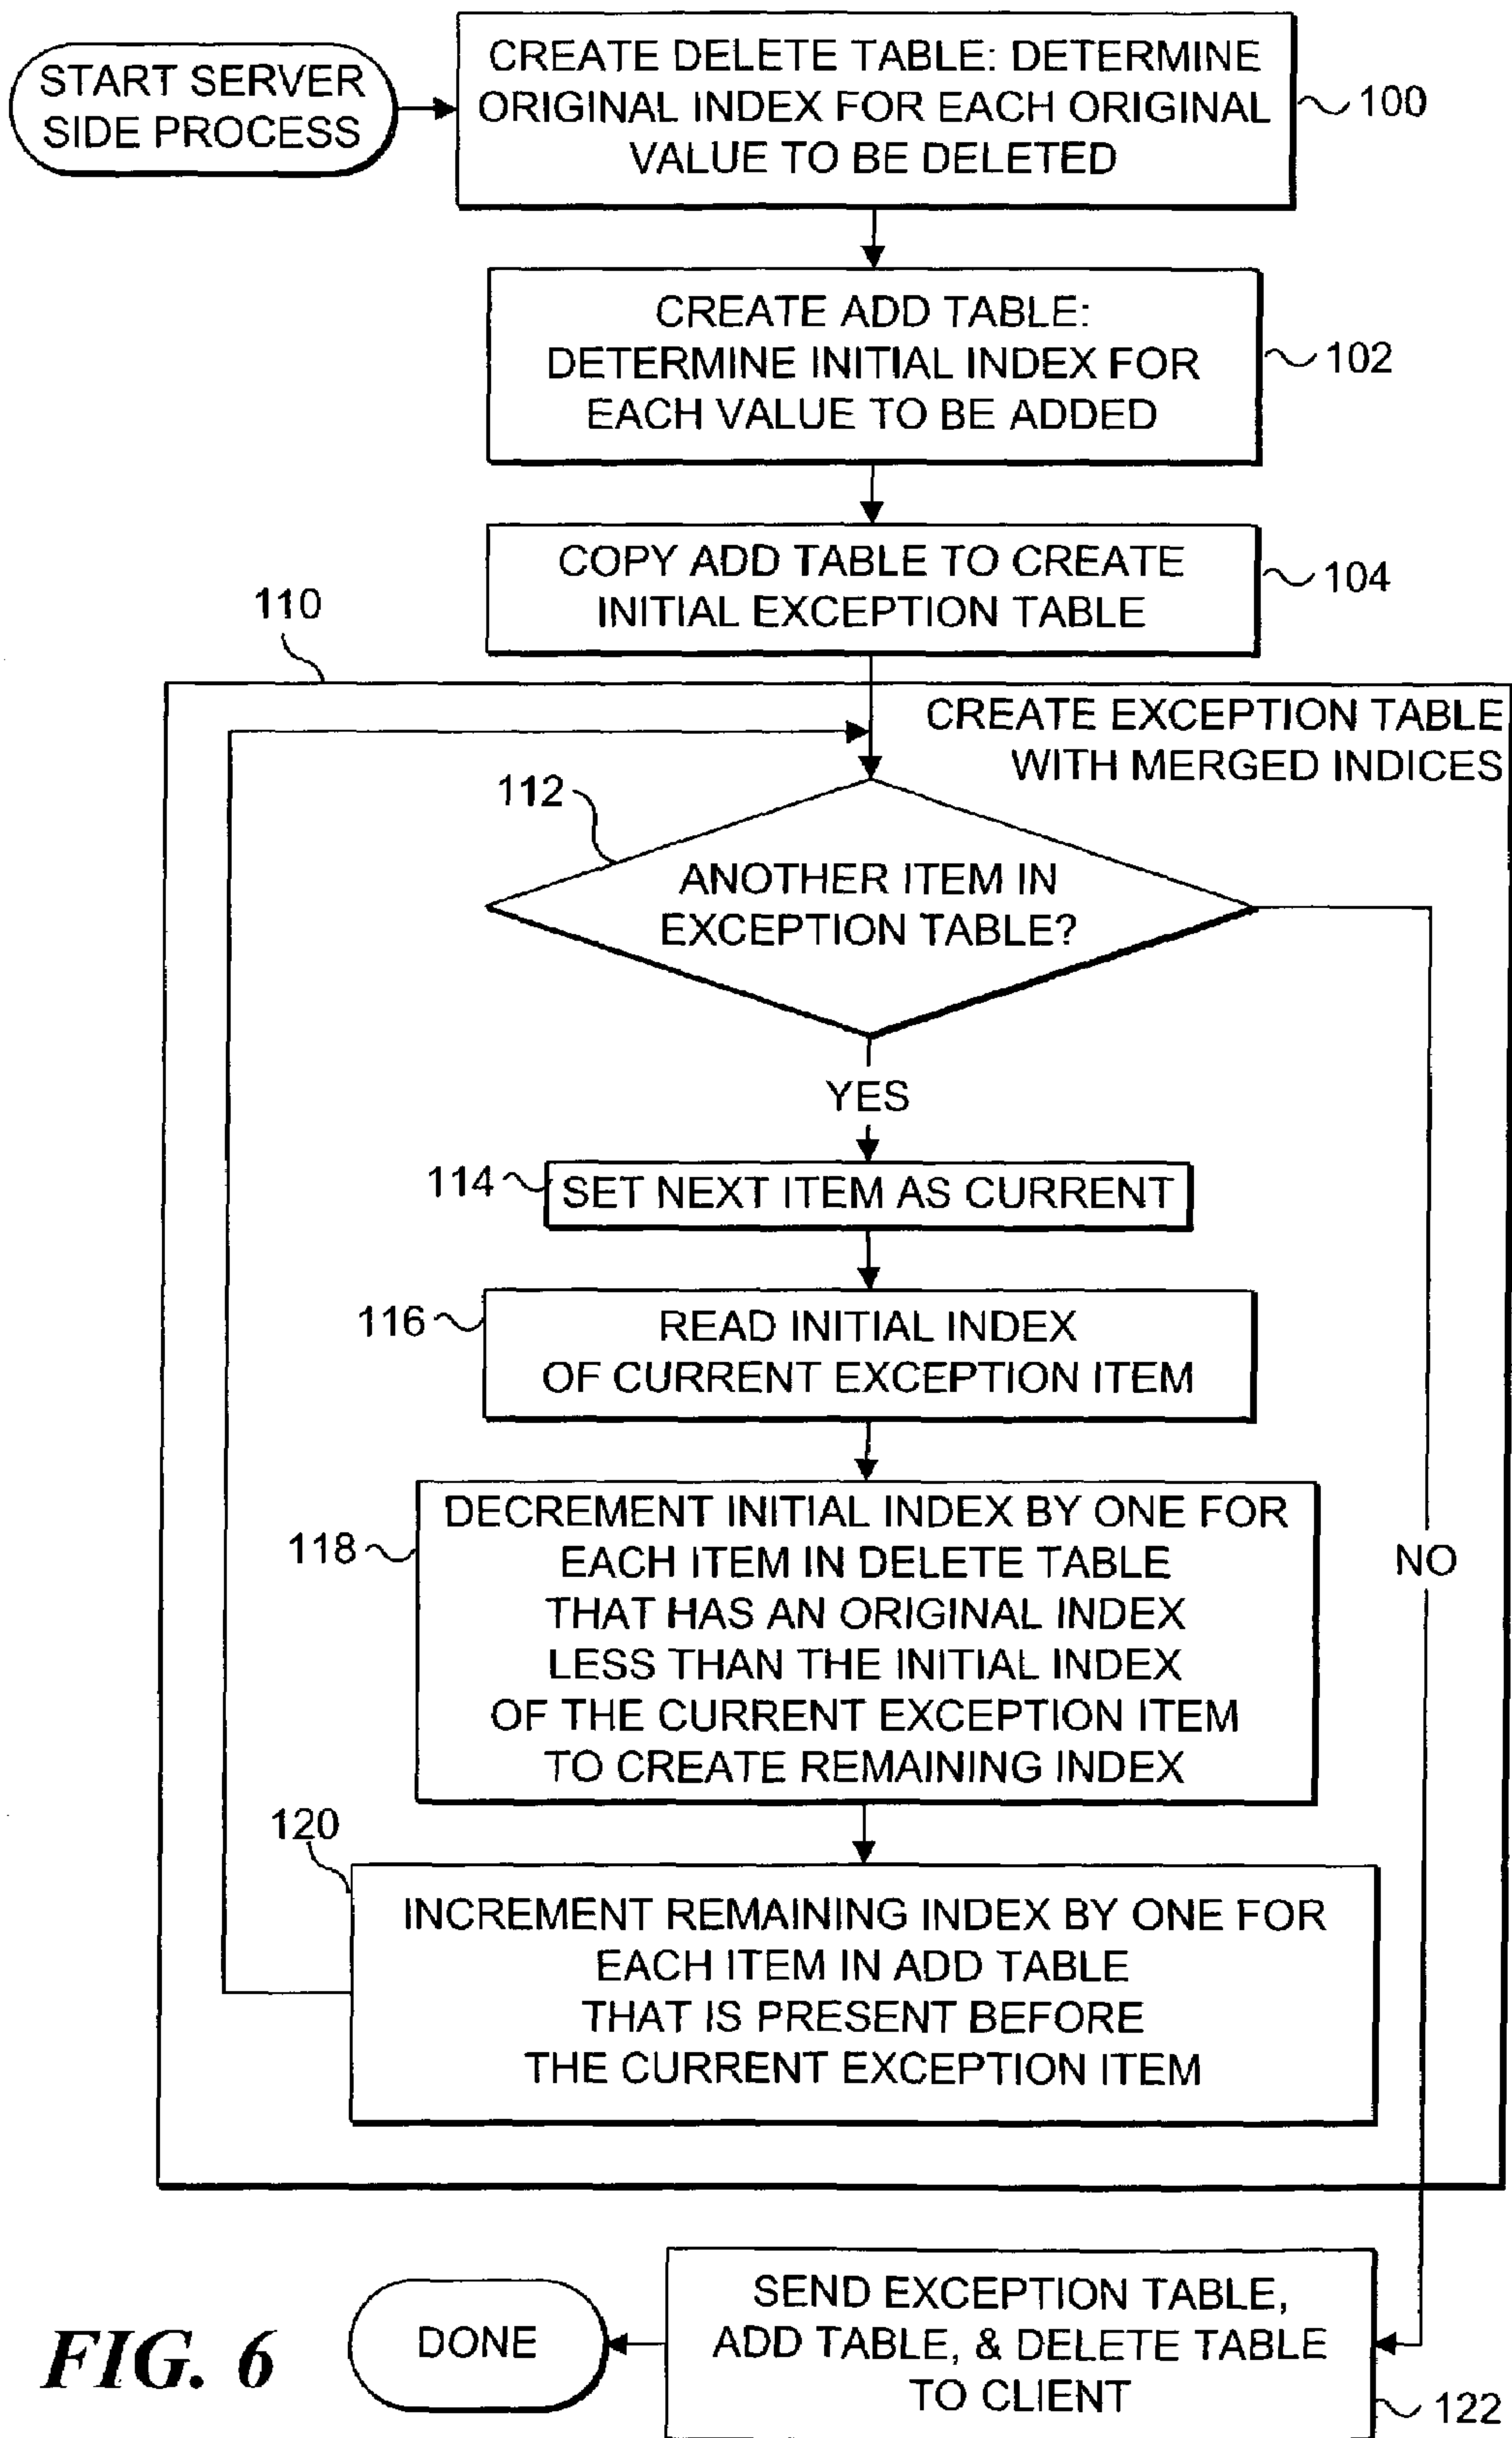 START SERVER
SIDE PROCESS
CREATE DELETE TABLE: DETERMINE
ORIGINAL INDEX FOR EACH ORIGINAL
VALUE TO BE DELETED
100
CREATE ADD TABLE:
DETERMINE INITIAL INDEX FOR
EACH VALUE TO BE ADDED
102
COPY ADD TABLE TO CREATE
INITIAL EXCEPTION TABLE
104
110
CREATE EXCEPTION TABLE
WITH MERGED INDICES
112
ANOTHER ITEM IN
EXCEPTION TABLE?
YES
114
SET NEXT ITEM AS CURRENT
116
READ INITIAL INDEX
OF CURRENT EXCEPTION ITEM
118
DECREMENT INITIAL INDEX BY ONE FOR
EACH ITEM IN DELETE TABLE
THAT HAS AN ORIGINAL INDEX
LESS THAN THE INITIAL INDEX
OF THE CURRENT EXCEPTION ITEM
TO CREATE REMAINING INDEX
NO
120
INCREMENT REMAINING INDEX BY ONE FOR
EACH ITEM IN ADD TABLE
THAT IS PRESENT BEFORE
THE CURRENT EXCEPTION ITEM
SEND EXCEPTION TABLE,
ADD TABLE, & DELETE TABLE
TO CLIENT
122
DONE
FIG. 6